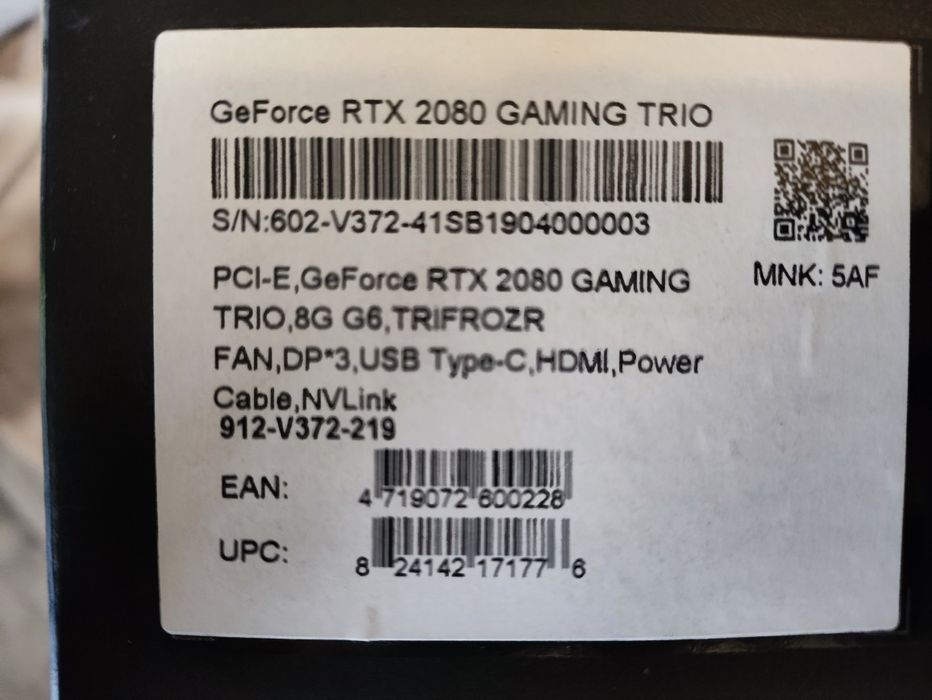 GeForce RTX 2080 GAMING TRIO
S/N:602-V372-41SB1904000003
MNK: 5AF
PCI-E,GeForce RTX 2080 GAMING
TRIO,8G G6,TRIFROZR
FAN,DP*3,USB Type-C,HDMI,Power
Cable,NVLink
912-V372-219
EAN:
4 719072 600228
UPC:
8 24142 17177 6